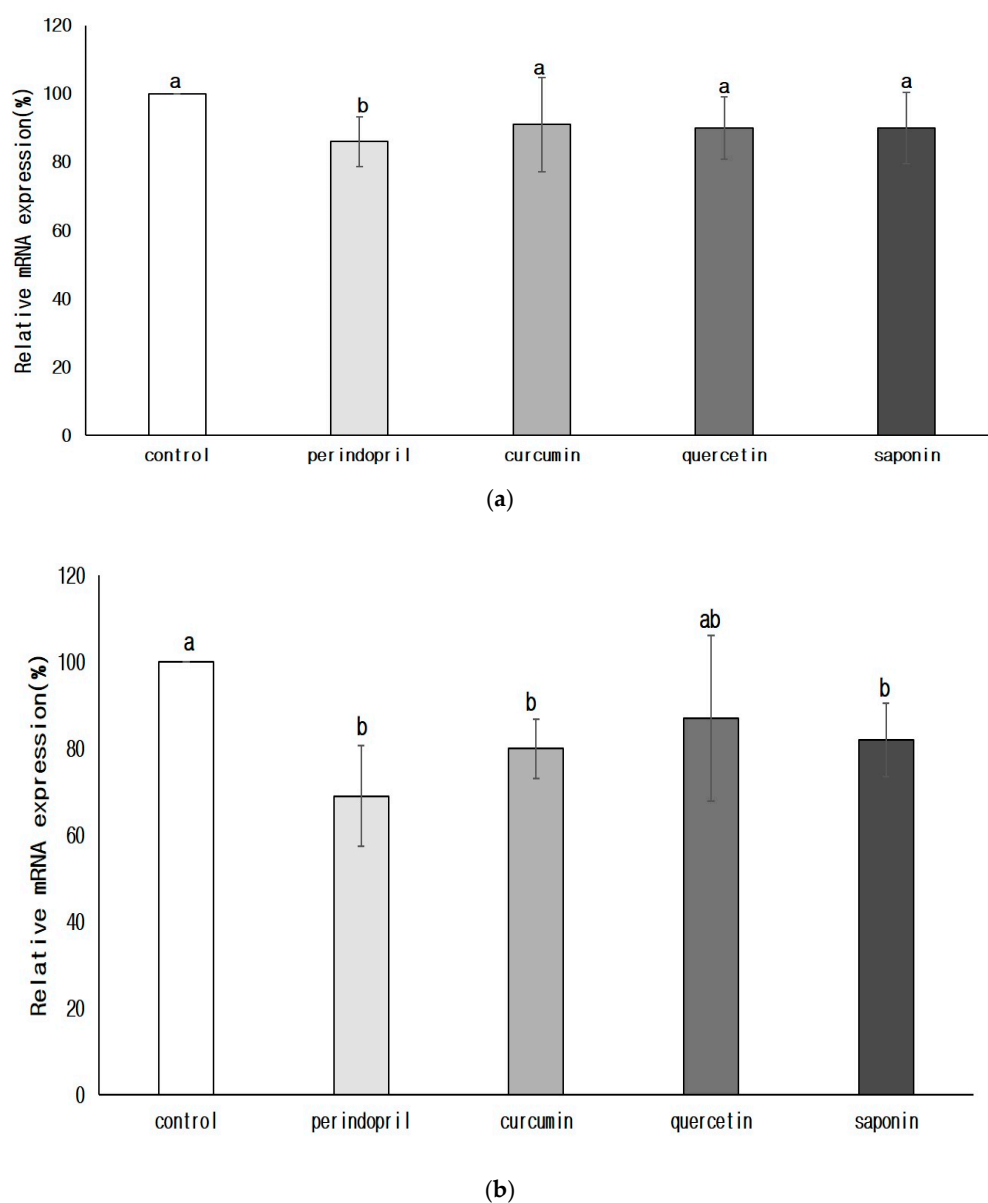 Relative mRNA expression(%)
120
100
80
60
40
20
0
a
b
a
a
a
control perindopril curcumin quercetin saponin
(a)
Relative mRNA expression(%)
120
100
80
60
40
20
0
a
b
b
ab
b
control perindopril curcumin quercetin saponin
(b)